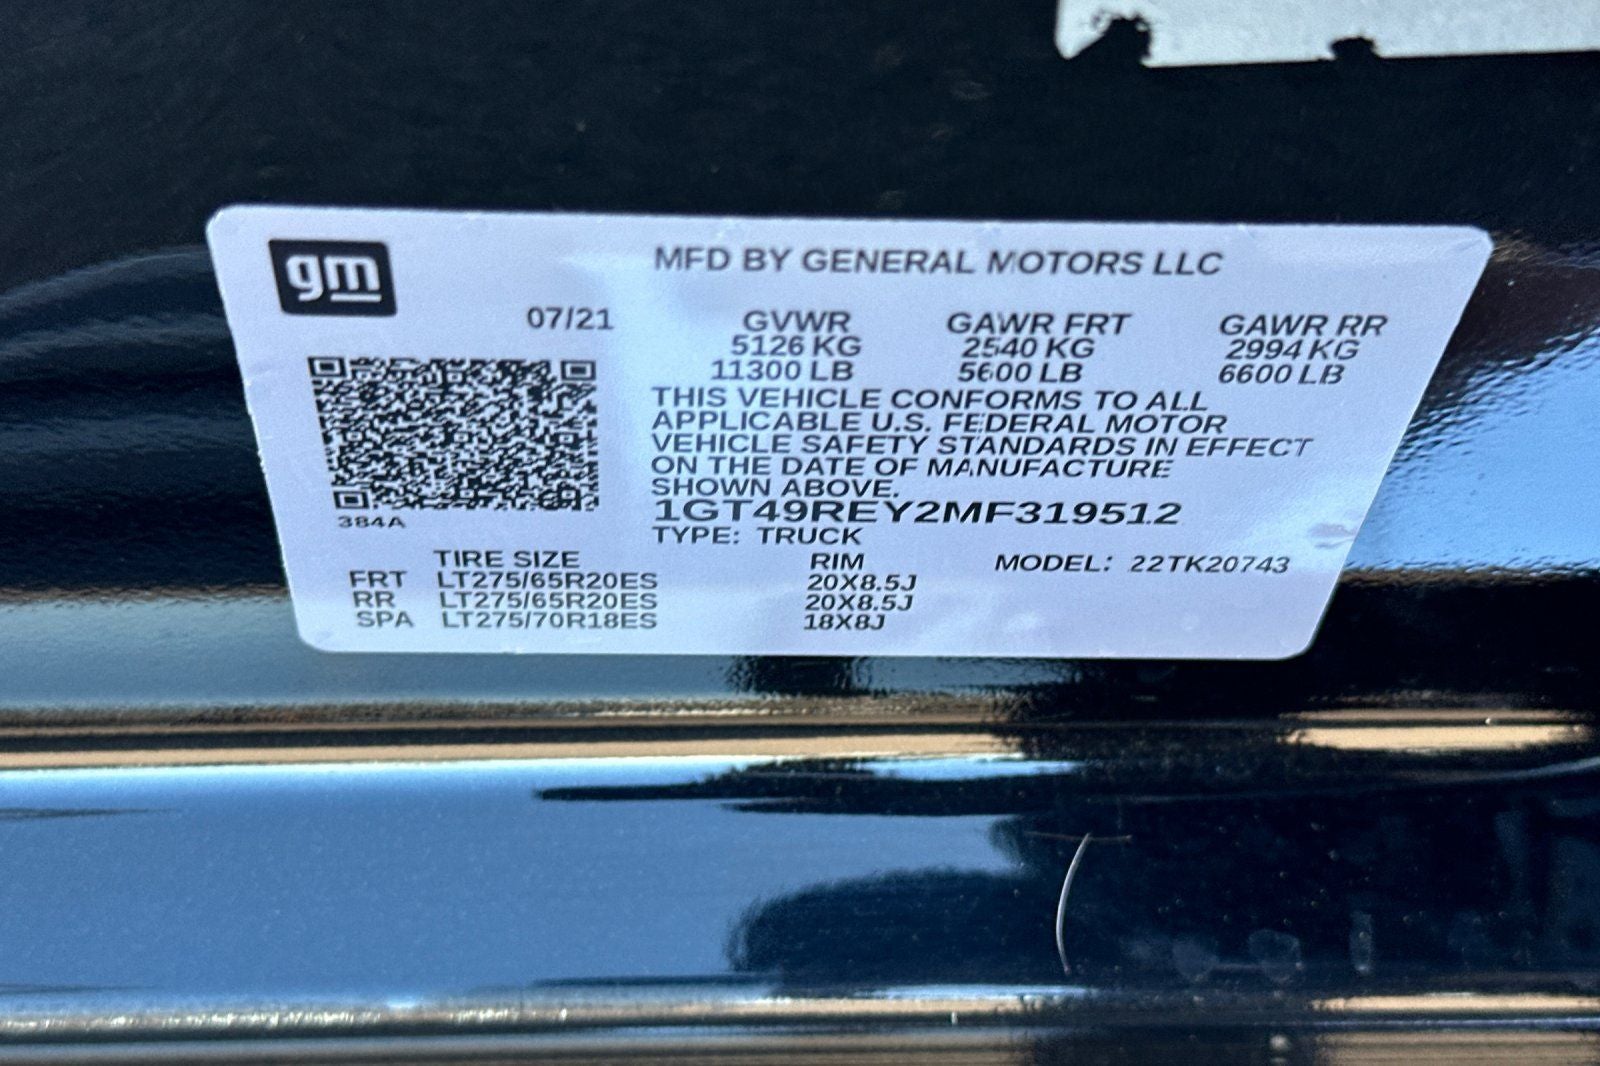 gm
MFD BY GENERAL MOTORS LLC
07/21 GVWR GAWR FRT GAWR RR
5126 KG 2540 KG 2994 KG
11300 LB 5600 LB 6600 LB
THIS VEHICLE CONFORMS TO ALL
APPLICABLE U.S. FEDERAL MOTOR
VEHICLE SAFETY STANDARDS IN EFFECT
ON THE DATE OF MANUFACTURE
SHOWN ABOVE.
1GT49REY2MF319512
384A
TYPE: TRUCK
TIRE SIZE RIM MODEL: 22TK20743
FRT LT275/65R20ES 20X8.5J
RR LT275/65R20ES 20X8.5J
SPA LT275/70R18ES 18X8J